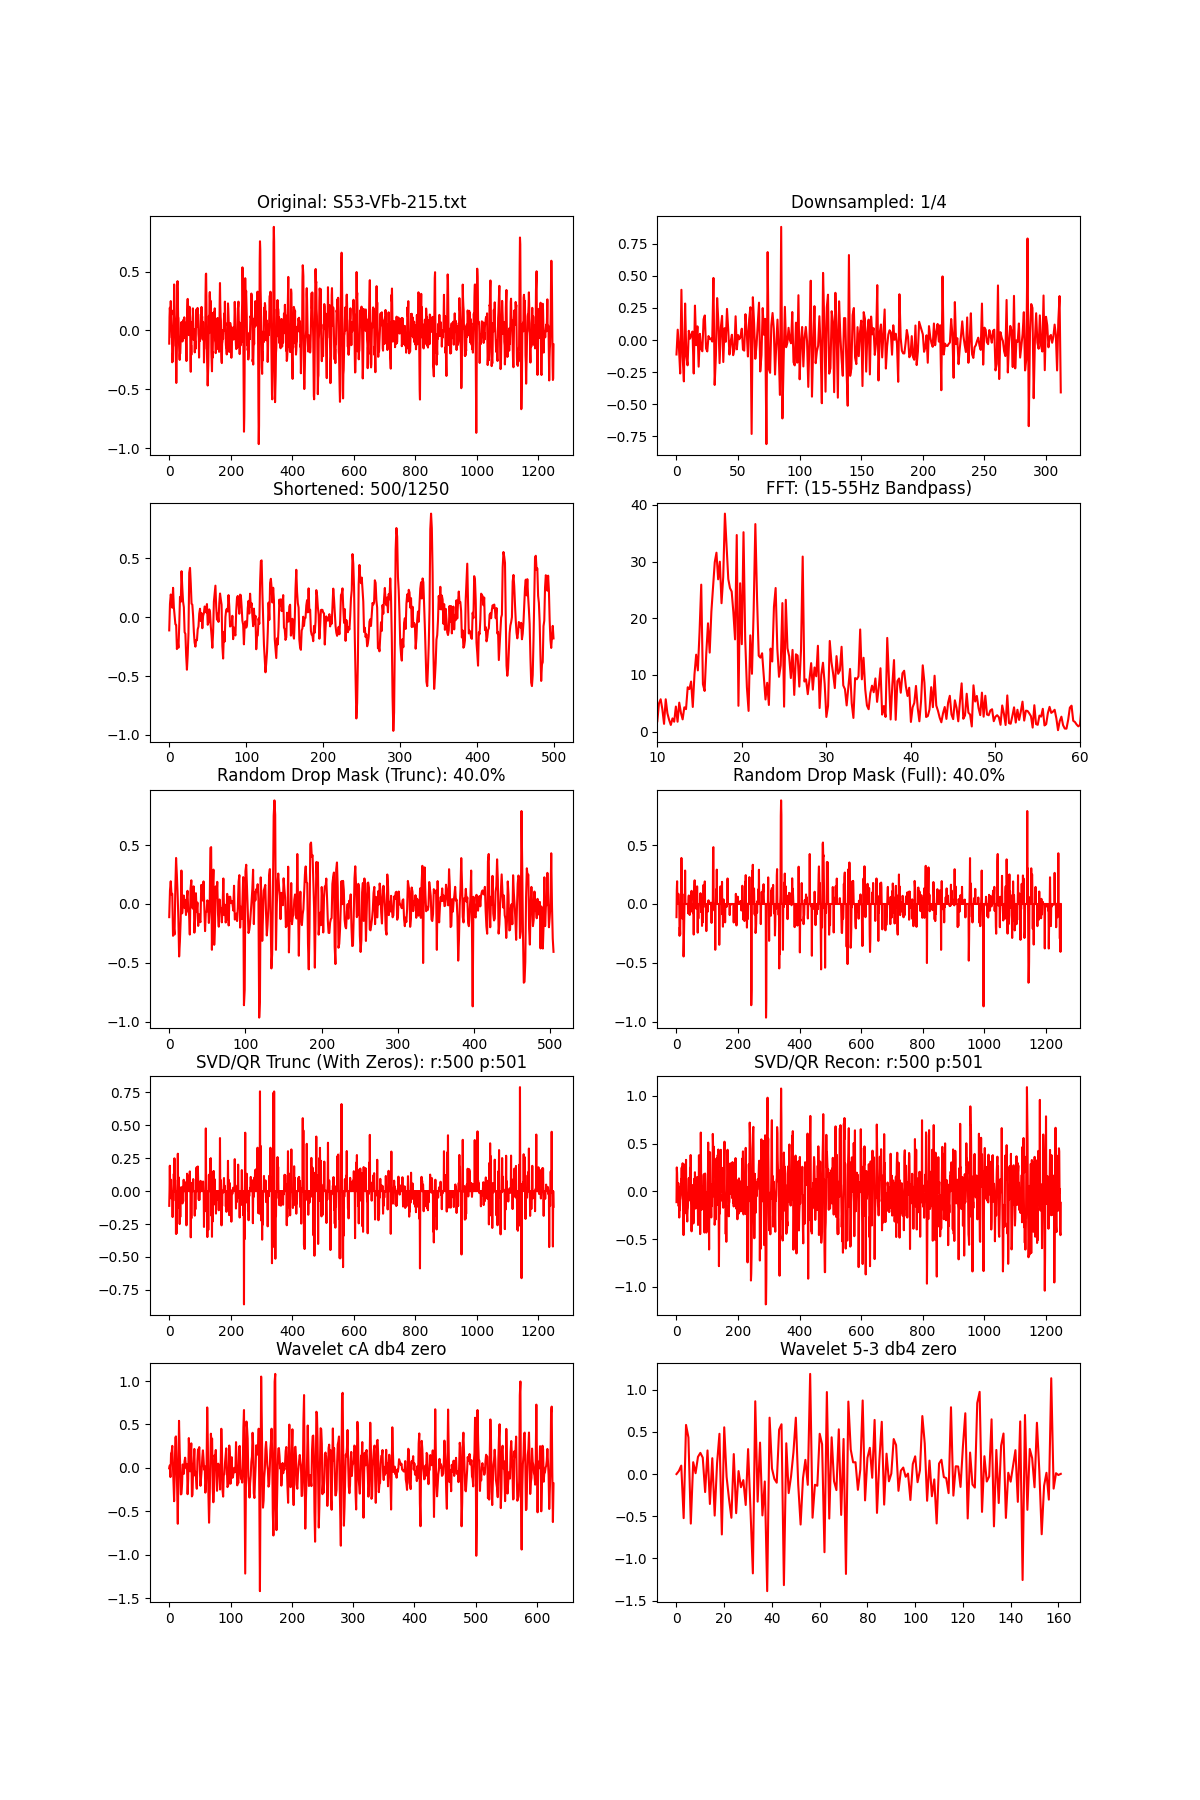 Original: S53-VFb-215.txt
0.5
0.0
−0.5
−1.0
0 200 400 600 800 1000 1200
Downsampled: 1/4
0.75
0.50
0.25
0.00
−0.25
−0.50
−0.75
0 50 100 150 200 250 300
Shortened: 500/1250
0.5
0.0
−0.5
−1.0
0 100 200 300 400 500
FFT: (15-55Hz Bandpass)
40
30
20
10
0
10 20 30 40 50 60
Random Drop Mask (Trunc): 40.0%
0.5
0.0
−0.5
−1.0
0 100 200 300 400 500
Random Drop Mask (Full): 40.0%
0.5
0.0
−0.5
−1.0
0 200 400 600 800 1000 1200
SVD/QR Trunc (With Zeros): r:500 p:501
0.75
0.50
0.25
0.00
−0.25
−0.50
−0.75
0 200 400 600 800 1000 1200
SVD/QR Recon: r:500 p:501
1.0
0.5
0.0
−0.5
−1.0
0 200 400 600 800 1000 1200
Wavelet cA db4 zero
1.0
0.5
0.0
−0.5
−1.0
−1.5
0 100 200 300 400 500 600
Wavelet 5-3 db4 zero
1.0
0.5
0.0
−0.5
−1.0
−1.5
0 20 40 60 80 100 120 140 160